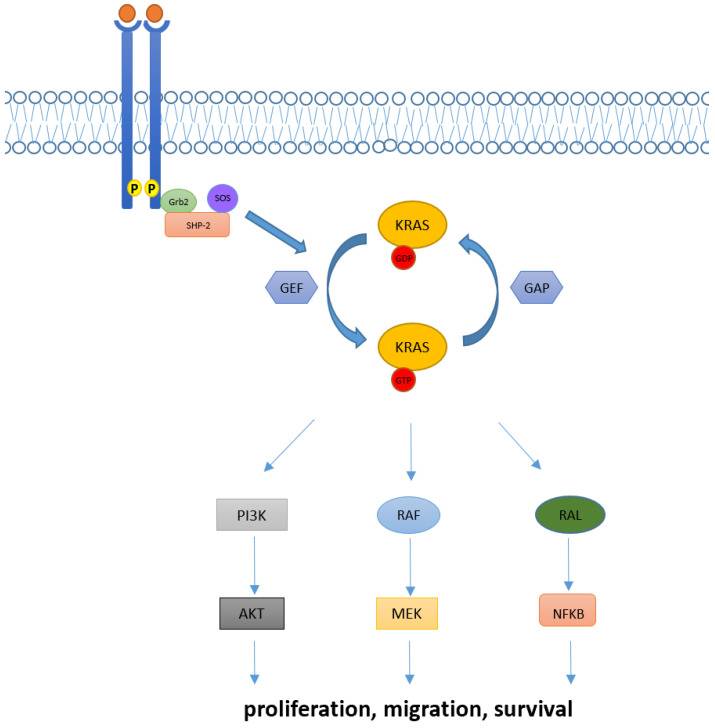 P P
Grb2 SOS
SHP-2
KRAS
GDP
GEF GAP
KRAS
GTP
PI3K RAF RAL
AKT MEK NFKB
proliferation, migration, survival